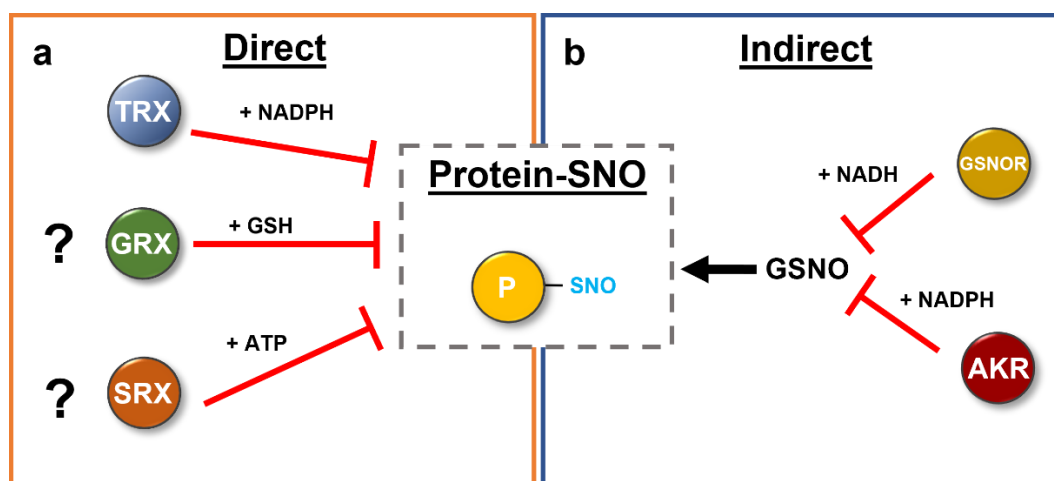 a
Direct
TRX
+ NADPH
?
GRX
+ GSH
?
SRX
+ ATP
Protein-SNO
P
SNO
b
Indirect
GSNOR
+ NADH
GSNO
+ NADPH
AKR